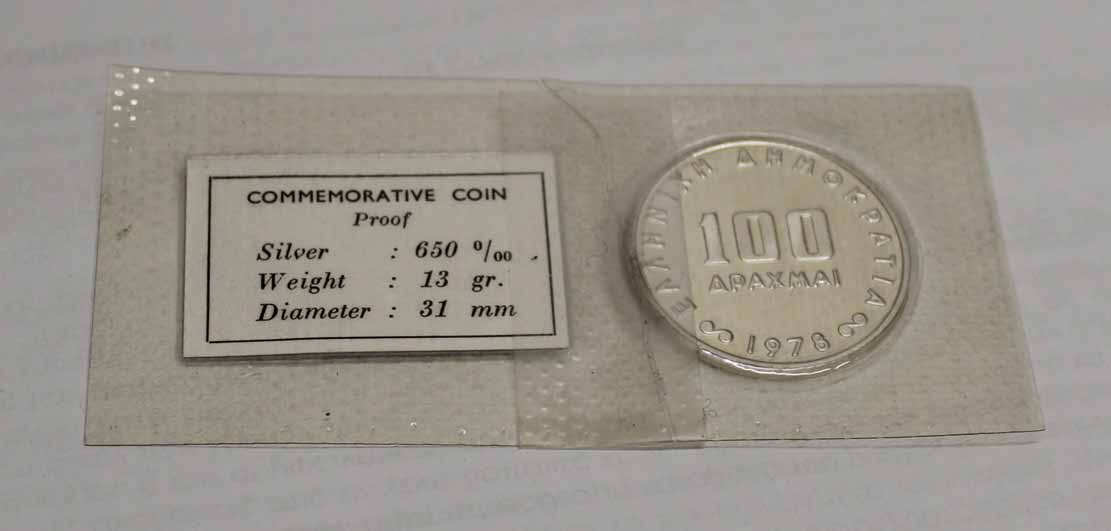 COMMEMORATIVE COIN
Proof
Silver : 650 ‰
Weight : 13 gr.
Diameter : 31 mm
ΕΛΛΗΝΙΚΗ ΔΗΜΟΚΡΑΤΙΑ
100
ΔΡΑΧΜΑΙ
1978